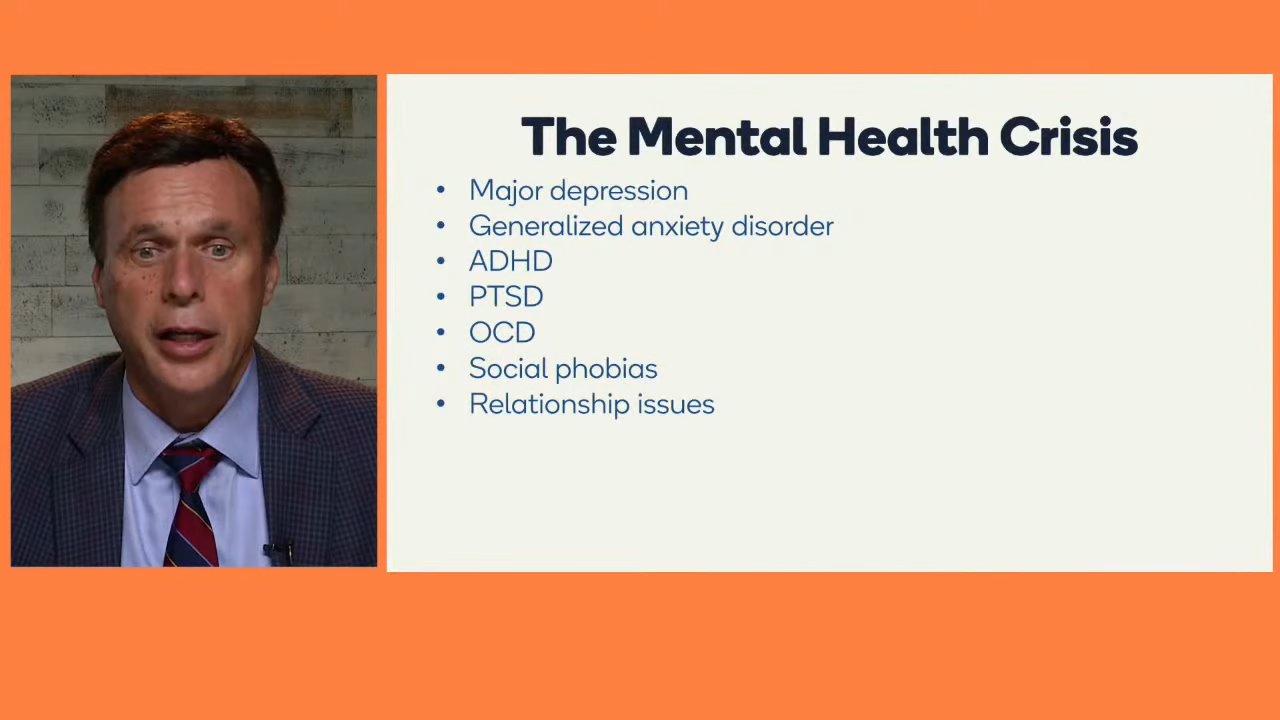 The Mental Health Crisis
• Major depression
• Generalized anxiety disorder
• ADHD
• PTSD
• OCD
• Social phobias
• Relationship issues